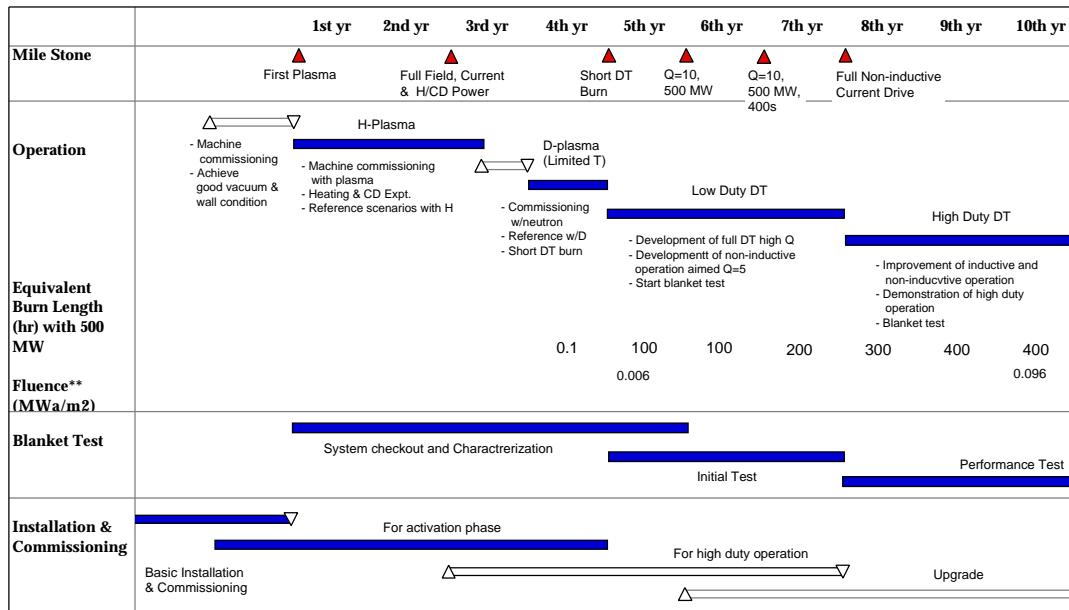 1st yr 2nd yr 3rd yr 4th yr 5th yr 6th yr 7th yr 8th yr 9th yr 10th yr
Mile Stone
First Plasma
Full Field, Current
& H/CD Power
Short DT
Burn
Q=10,
500 MW
Q=10,
500 MW,
400s
Full Non-inductive
Current Drive
Operation
- Machine
commissioning
- Achieve
good vacuum &
wall condition
H-Plasma
- Machine commissioning
with plasma
- Heating & CD Expt.
- Reference scenarios with H
D-plasma
(Limited T)
- Commissioning
w/neutron
- Reference w/D
- Short DT burn
Low Duty DT
- Development of full DT high Q
- Developmentt of non-inductive
operation aimed Q=5
- Start blanket test
High Duty DT
- Improvement of inductive and
non-inducvtive operation
- Demonstration of high duty
operation
- Blanket test
Equivalent
Burn Length
(hr) with 500
MW
0.1 100 100 200 300 400 400
Fluence**
(MWa/m2)
0.006 0.096
Blanket Test
System checkout and Charactrerization
Initial Test
Performance Test
Installation &
Commissioning
Basic Installation
& Commissioning
For activation phase
For high duty operation
Upgrade